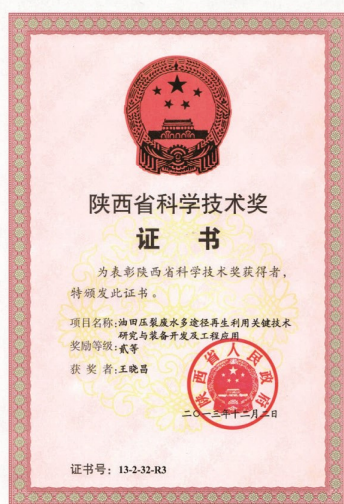 陕西省科学技术奖
证 书
为表彰陕西省科学技术奖获得者，
特颁发此证书。
项目名称：油田压裂废水多途径再生利用关键技术
研究与装备开发及工程应用
奖励等级：贰等
获 奖 者：王晓昌
陕西省人民政府
二〇一三年十二月二日
证书号：13-2-32-R3